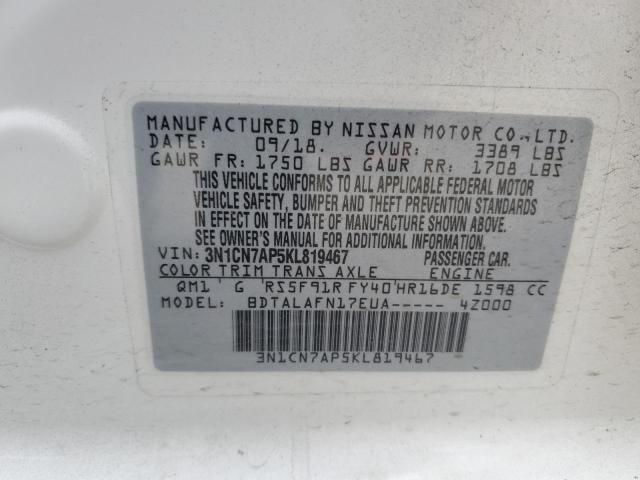 MANUFACTURED BY NISSAN MOTOR CO.,LTD.
DATE: 09/18. GVWR: 3389 LBS
GAWR FR: 1750 LBS GAWR RR: 1708 LBS
THIS VEHICLE CONFORMS TO ALL APPLICABLE FEDERAL MOTOR
VEHICLE SAFETY, BUMPER AND THEFT PREVENTION STANDARDS
IN EFFECT ON THE DATE OF MANUFACTURE SHOWN ABOVE.
SEE OWNER'S MANUAL FOR ADDITIONAL INFORMATION
VIN: 3N1CN7AP5KL819467 PASSENGER CAR.
COLOR TRIM TRANS AXLE ENGINE
QM1 ' G 'RS5F91R FY40'HR16DE 1598 CC
BDTALAFN17EUA----- 4Z000
3N1CN7AP5KL819467